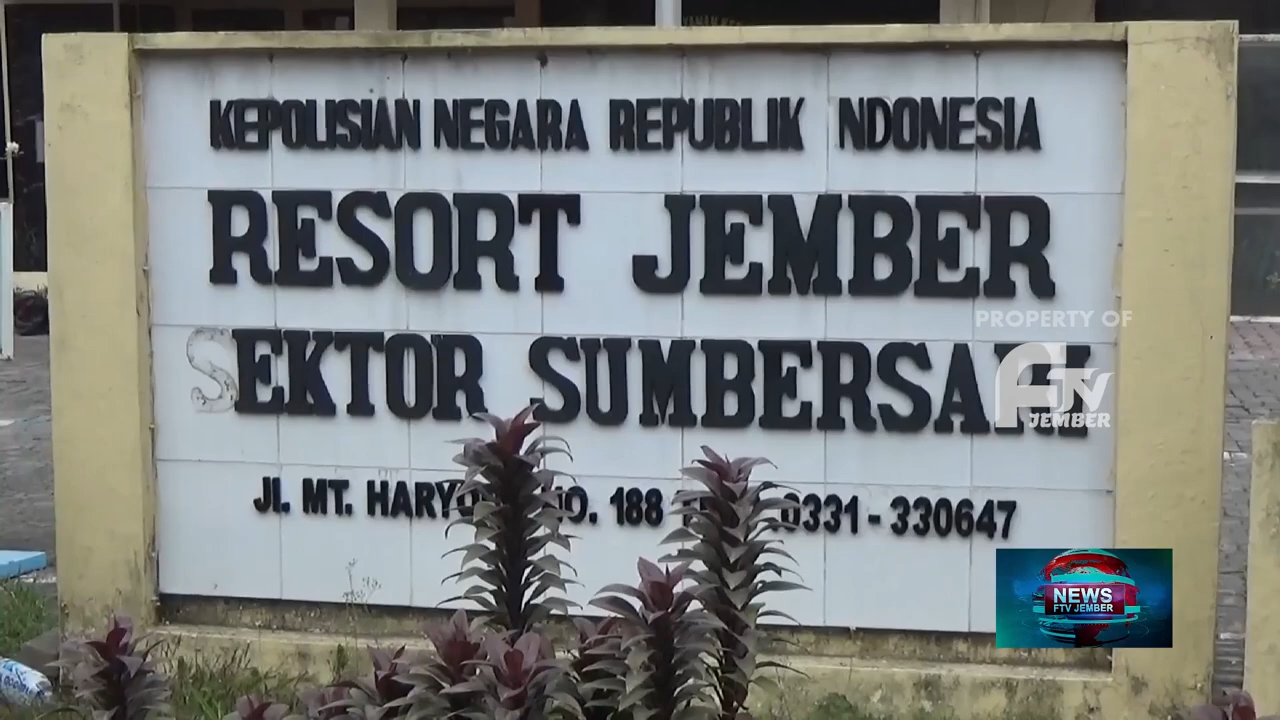 KEPOLISIAN NEGARA REPUBLIK NDONESIA
RESORT JEMBER
SEKTOR SUMBERSARI
JL. MT. HARYONO NO. 188 0331 - 330647
PROPERTY OF
FTV
JEMBER
NEWS
FTV JEMBER